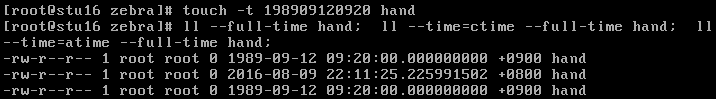 [root@stu16 zebra]# touch -t 198909120920 hand
[root@stu16 zebra]# ll --full-time hand;  ll --time=ctime --full-time hand;  ll
--time=atime --full-time hand;
-rw-r--r-- 1 root root 0 1989-09-12 09:20:00.000000000 +0900 hand
-rw-r--r-- 1 root root 0 2016-08-09 22:11:25.225991502 +0800 hand
-rw-r--r-- 1 root root 0 1989-09-12 09:20:00.000000000 +0900 hand